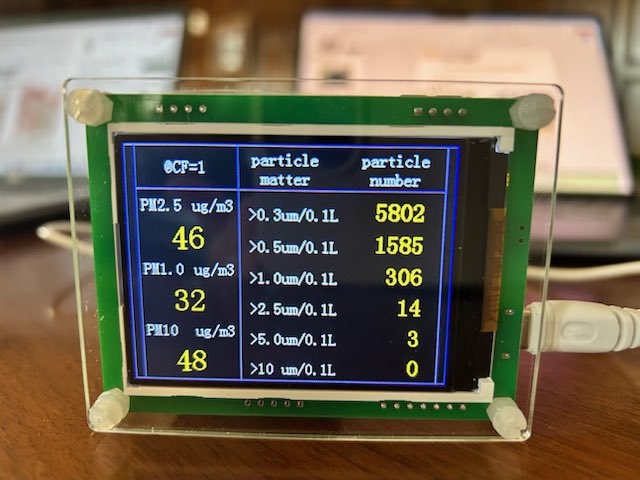 @CF=1
PM2.5 ug/m3
46
PM1.0 ug/m3
32
PM10 ug/m3
48
particle matter
particle number
>0.3um/0.1L 5802
>0.5um/0.1L 1585
>1.0um/0.1L 306
>2.5um/0.1L 14
>5.0um/0.1L 3
>10 um/0.1L 0